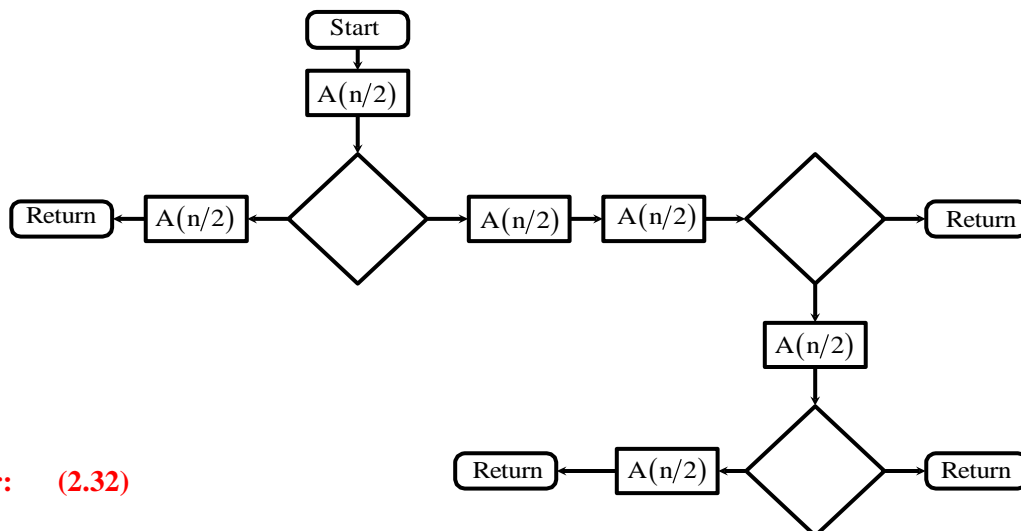 Start
A(n/2)
Return
A(n/2)
A(n/2)
A(n/2)
Return
A(n/2)
Return
A(n/2)
Return
: (2.32)